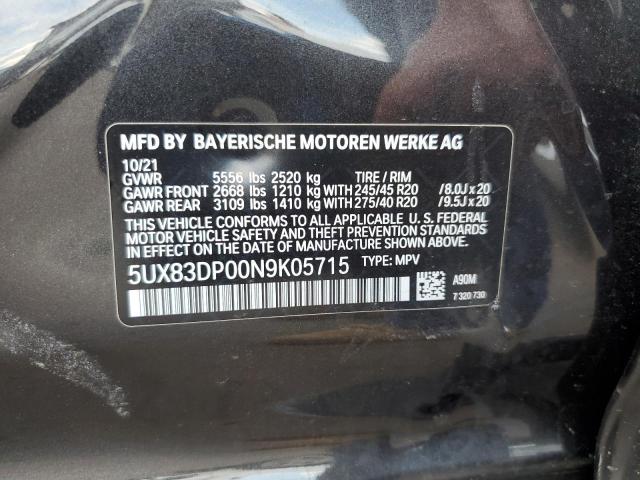 MFD BY BAYERISCHE MOTOREN WERKE AG
10/21
GVWR 5556 lbs 2520 kg TIRE / RIM
GAWR FRONT 2668 lbs 1210 kg WITH 245/45 R20 /8.0J x 20
GAWR REAR 3109 lbs 1410 kg WITH 275/40 R20 /9.5J x 20
THIS VEHICLE CONFORMS TO ALL APPLICABLE U. S. FEDERAL
MOTOR VEHICLE SAFETY AND THEFT PREVENTION STANDARDS
IN EFFECT ON THE DATE OF MANUFACTURE SHOWN ABOVE.
5UX83DP00N9K05715 TYPE: MPV
A90M
7 320 730